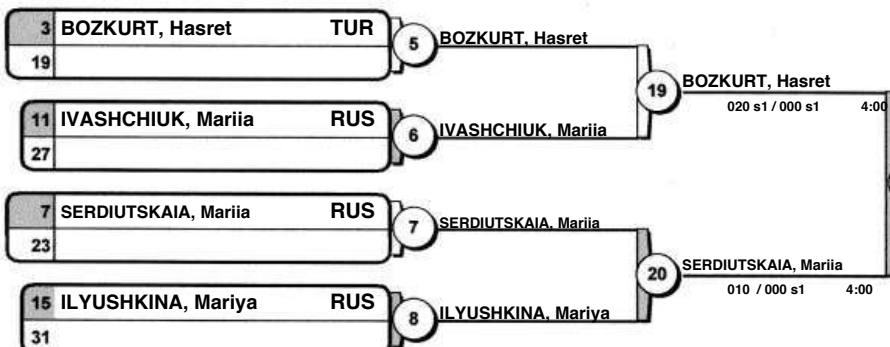 3 BOZKURT, Hasret TUR
19
5 BOZKURT, Hasret
11 IVASHCHIUK, Mariia RUS
27
6 IVASHCHIUK, Mariia
19 BOZKURT, Hasret
020 s1 / 000 s1 4:00
7 SERDIUTSKAIA, Mariia RUS
23
7 SERDIUTSKAIA, Mariia
15 ILYUSHKINA, Mariya RUS
31
8 ILYUSHKINA, Mariya
20 SERDIUTSKAIA, Mariia
010 / 000 s1 4:00